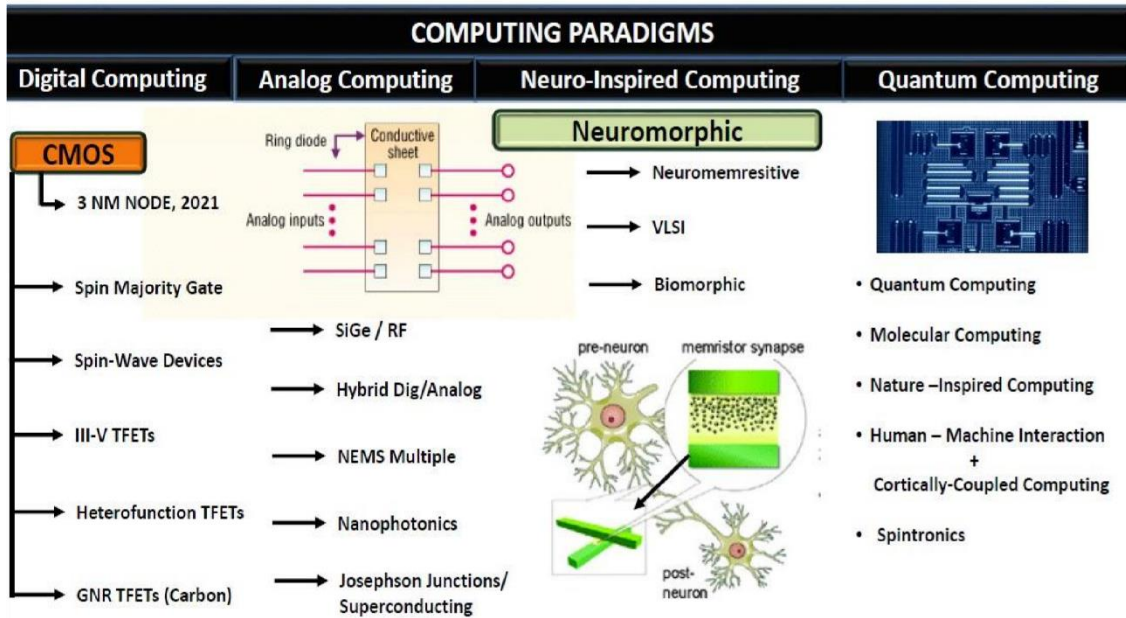 COMPUTING PARADIGMS
Digital Computing
Analog Computing
Neuro-Inspired Computing
Quantum Computing
CMOS
3 NM NODE, 2021
Spin Majority Gate
Spin-Wave Devices
III-V TFETs
Heterofunction TFETs
GNR TFETs (Carbon)
Ring diode
Conductive
sheet
Analog inputs
Analog outputs
SiGe / RF
Hybrid Dig/Analog
NEMS Multiple
Nanophotonics
Josephson Junctions/
Superconducting
Neuromorphic
Neuromemresitive
VLSI
Biomorphic
pre-neuron
memristor synapse
post-
neuron
• Quantum Computing
• Molecular Computing
• Nature –Inspired Computing
• Human – Machine Interaction
+
Cortically-Coupled Computing
• Spintronics